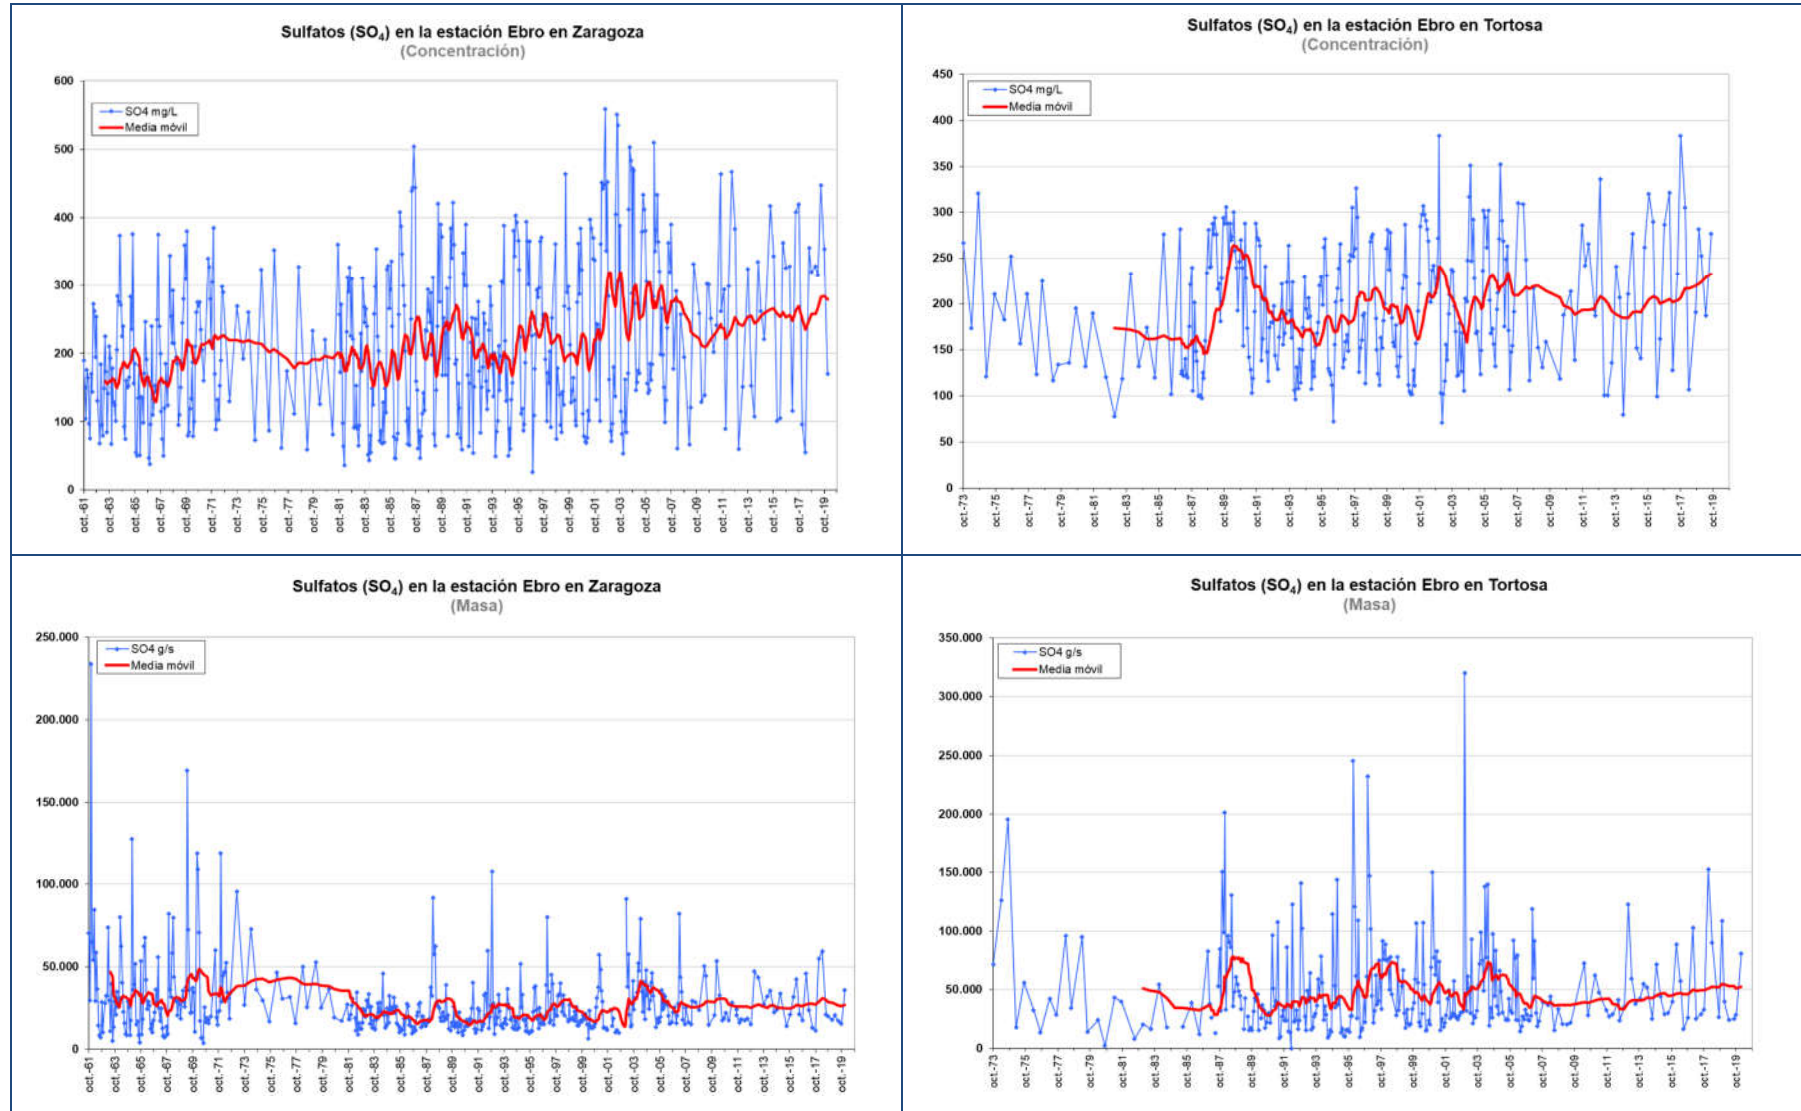 Sulfatos (SO₄) en la estación Ebro en Zaragoza
(Concentración)
600
500
400
300
200
100
0
SO4 mg/L
Media móvil
oct.-61
oct.-63
oct.-65
oct.-67
oct.-69
oct.-71
oct.-73
oct.-75
oct.-77
oct.-79
oct.-81
oct.-83
oct.-85
oct.-87
oct.-89
oct.-91
oct.-93
oct.-95
oct.-97
oct.-99
oct.-01
oct.-03
oct.-05
oct.-07
oct.-09
oct.-11
oct.-13
oct.-15
oct.-17
oct.-19
Sulfatos (SO₄) en la estación Ebro en Tortosa
(Concentración)
450
400
350
300
250
200
150
100
50
0
SO4 mg/L
Media móvil
oct.-73
oct.-75
oct.-77
oct.-79
oct.-81
oct.-83
oct.-85
oct.-87
oct.-89
oct.-91
oct.-93
oct.-95
oct.-97
oct.-99
oct.-01
oct.-03
oct.-05
oct.-07
oct.-09
oct.-11
oct.-13
oct.-15
oct.-17
oct.-19
Sulfatos (SO₄) en la estación Ebro en Zaragoza
(Masa)
250.000
200.000
150.000
100.000
50.000
0
SO4 g/s
Media móvil
oct.-61
oct.-63
oct.-65
oct.-67
oct.-69
oct.-71
oct.-73
oct.-75
oct.-77
oct.-79
oct.-81
oct.-83
oct.-85
oct.-87
oct.-89
oct.-91
oct.-93
oct.-95
oct.-97
oct.-99
oct.-01
oct.-03
oct.-05
oct.-07
oct.-09
oct.-11
oct.-13
oct.-15
oct.-17
oct.-19
Sulfatos (SO₄) en la estación Ebro en Tortosa
(Masa)
350.000
300.000
250.000
200.000
150.000
100.000
50.000
0
SO4 g/s
Media móvil
oct.-73
oct.-75
oct.-77
oct.-79
oct.-81
oct.-83
oct.-85
oct.-87
oct.-89
oct.-91
oct.-93
oct.-95
oct.-97
oct.-99
oct.-01
oct.-03
oct.-05
oct.-07
oct.-09
oct.-11
oct.-13
oct.-15
oct.-17
oct.-19